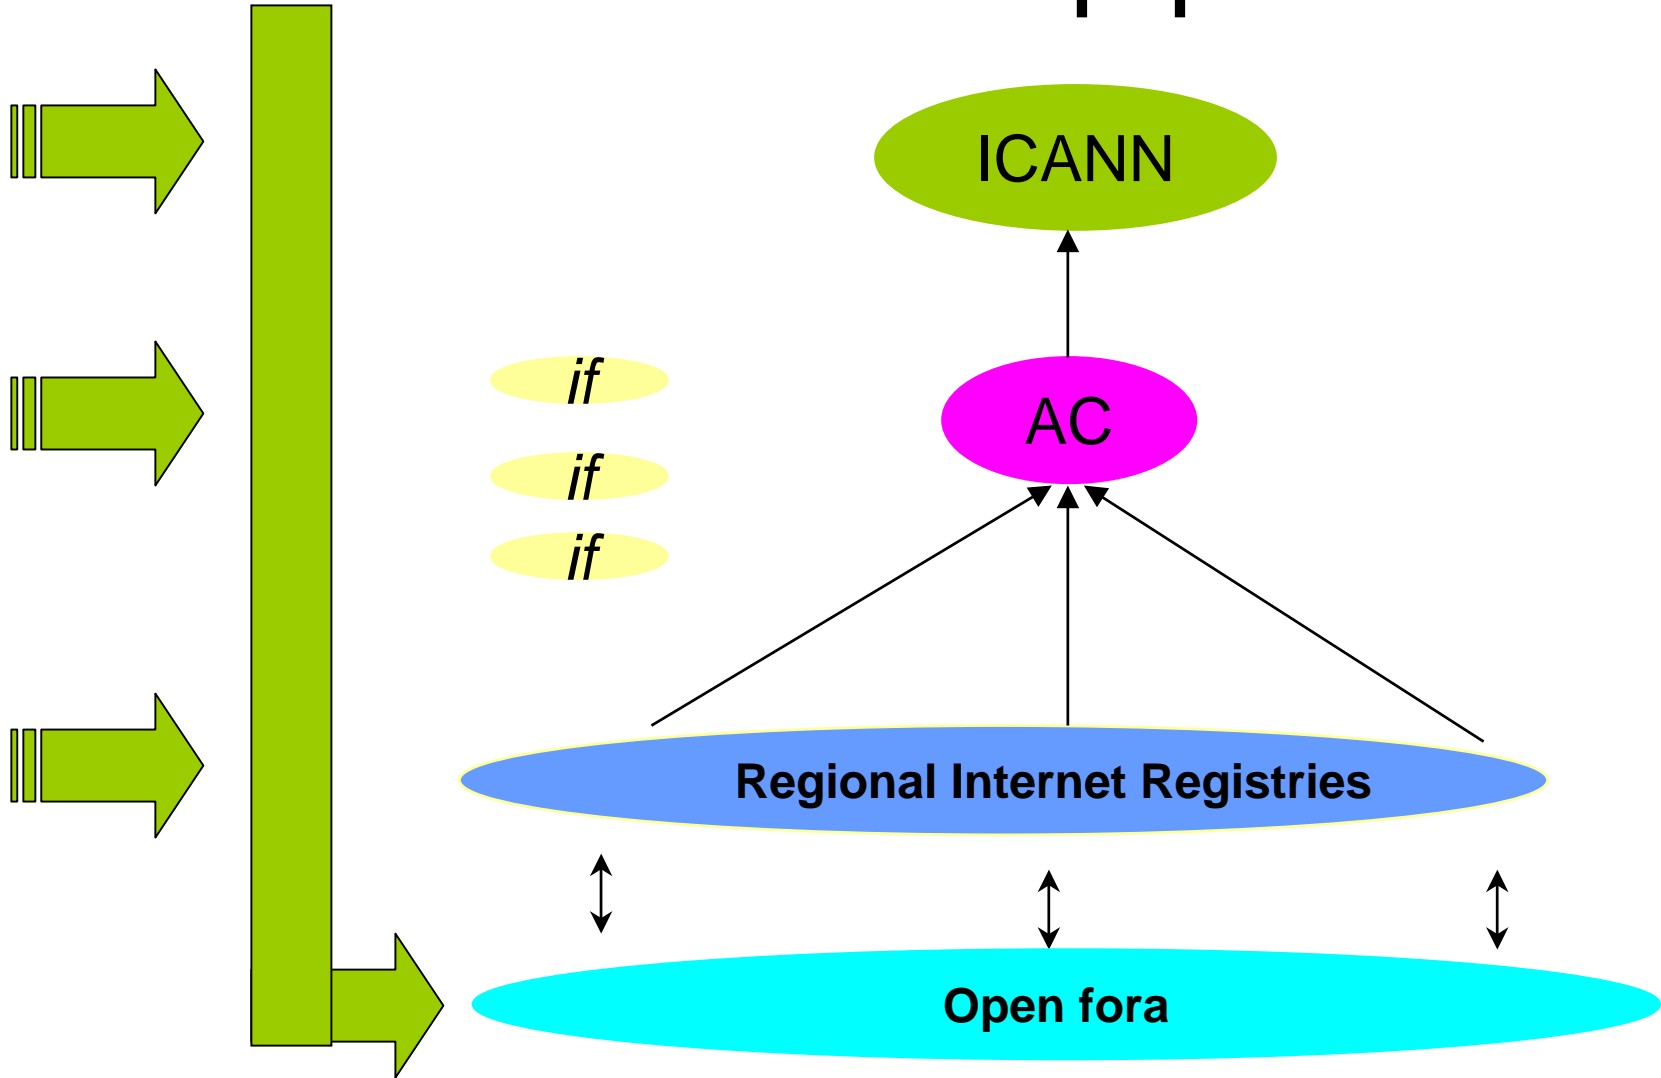 ICANN
if
AC
if
if
Regional Internet Registries
Open fora